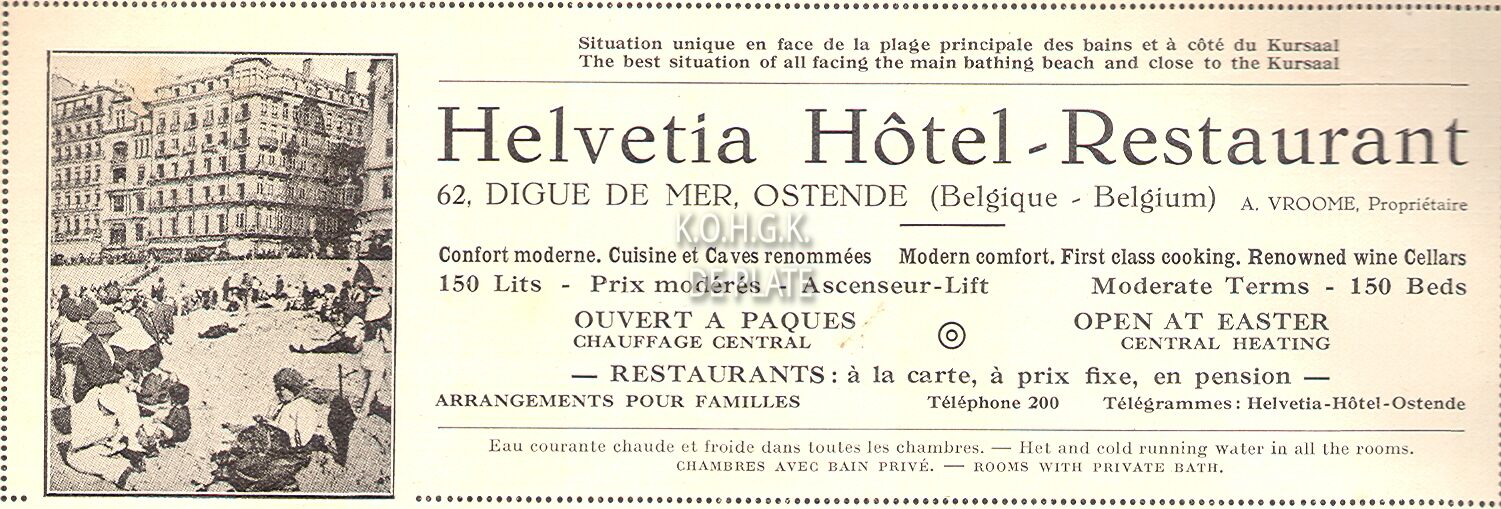 Situation unique en face de la plage principale des bains et à côté du Kursaal
The best situation of all facing the main bathing beach and close to the Kursaal
Helvetia Hôtel-Restaurant
62, DIGUE DE MER, OSTENDE (Belgique - Belgium) A. VROOME, Propriétaire
K.O.H.G.K.
DE PLATE
Confort moderne. Cuisine et Caves renommées Modern comfort. First class cooking. Renowned wine Cellars
150 Lits - Prix modérés - Ascenseur-Lift Moderate Terms - 150 Beds
OUVERT A PAQUES OPEN AT EASTER
CHAUFFAGE CENTRAL CENTRAL HEATING
— RESTAURANTS: à la carte, à prix fixe, en pension —
ARRANGEMENTS POUR FAMILLES Téléphone 200 Télégrammes: Helvetia-Hôtel-Ostende
Eau courante chaude et froide dans toutes les chambres. — Het and cold running water in all the rooms.
CHAMBRES AVEC BAIN PRIVÉ. — ROOMS WITH PRIVATE BATH.